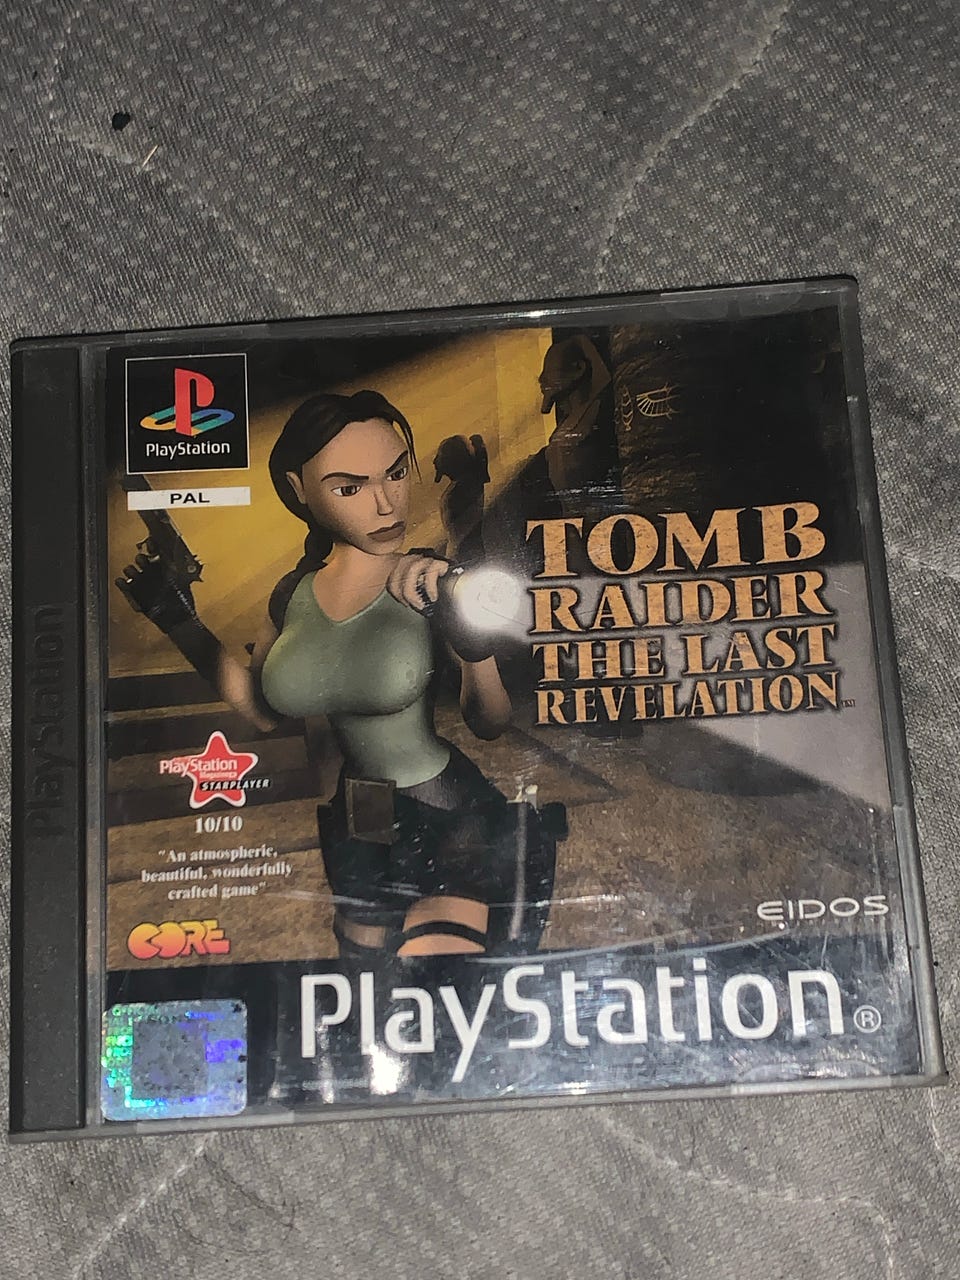 PlayStation
PlayStation
PAL
TOMB
RAIDER
THE LAST
REVELATION™
PlayStation
STARPLAYER
10/10
"An atmospheric,
beautiful, wonderfully
crafted game"
CORE
EIDOS
PlayStation®